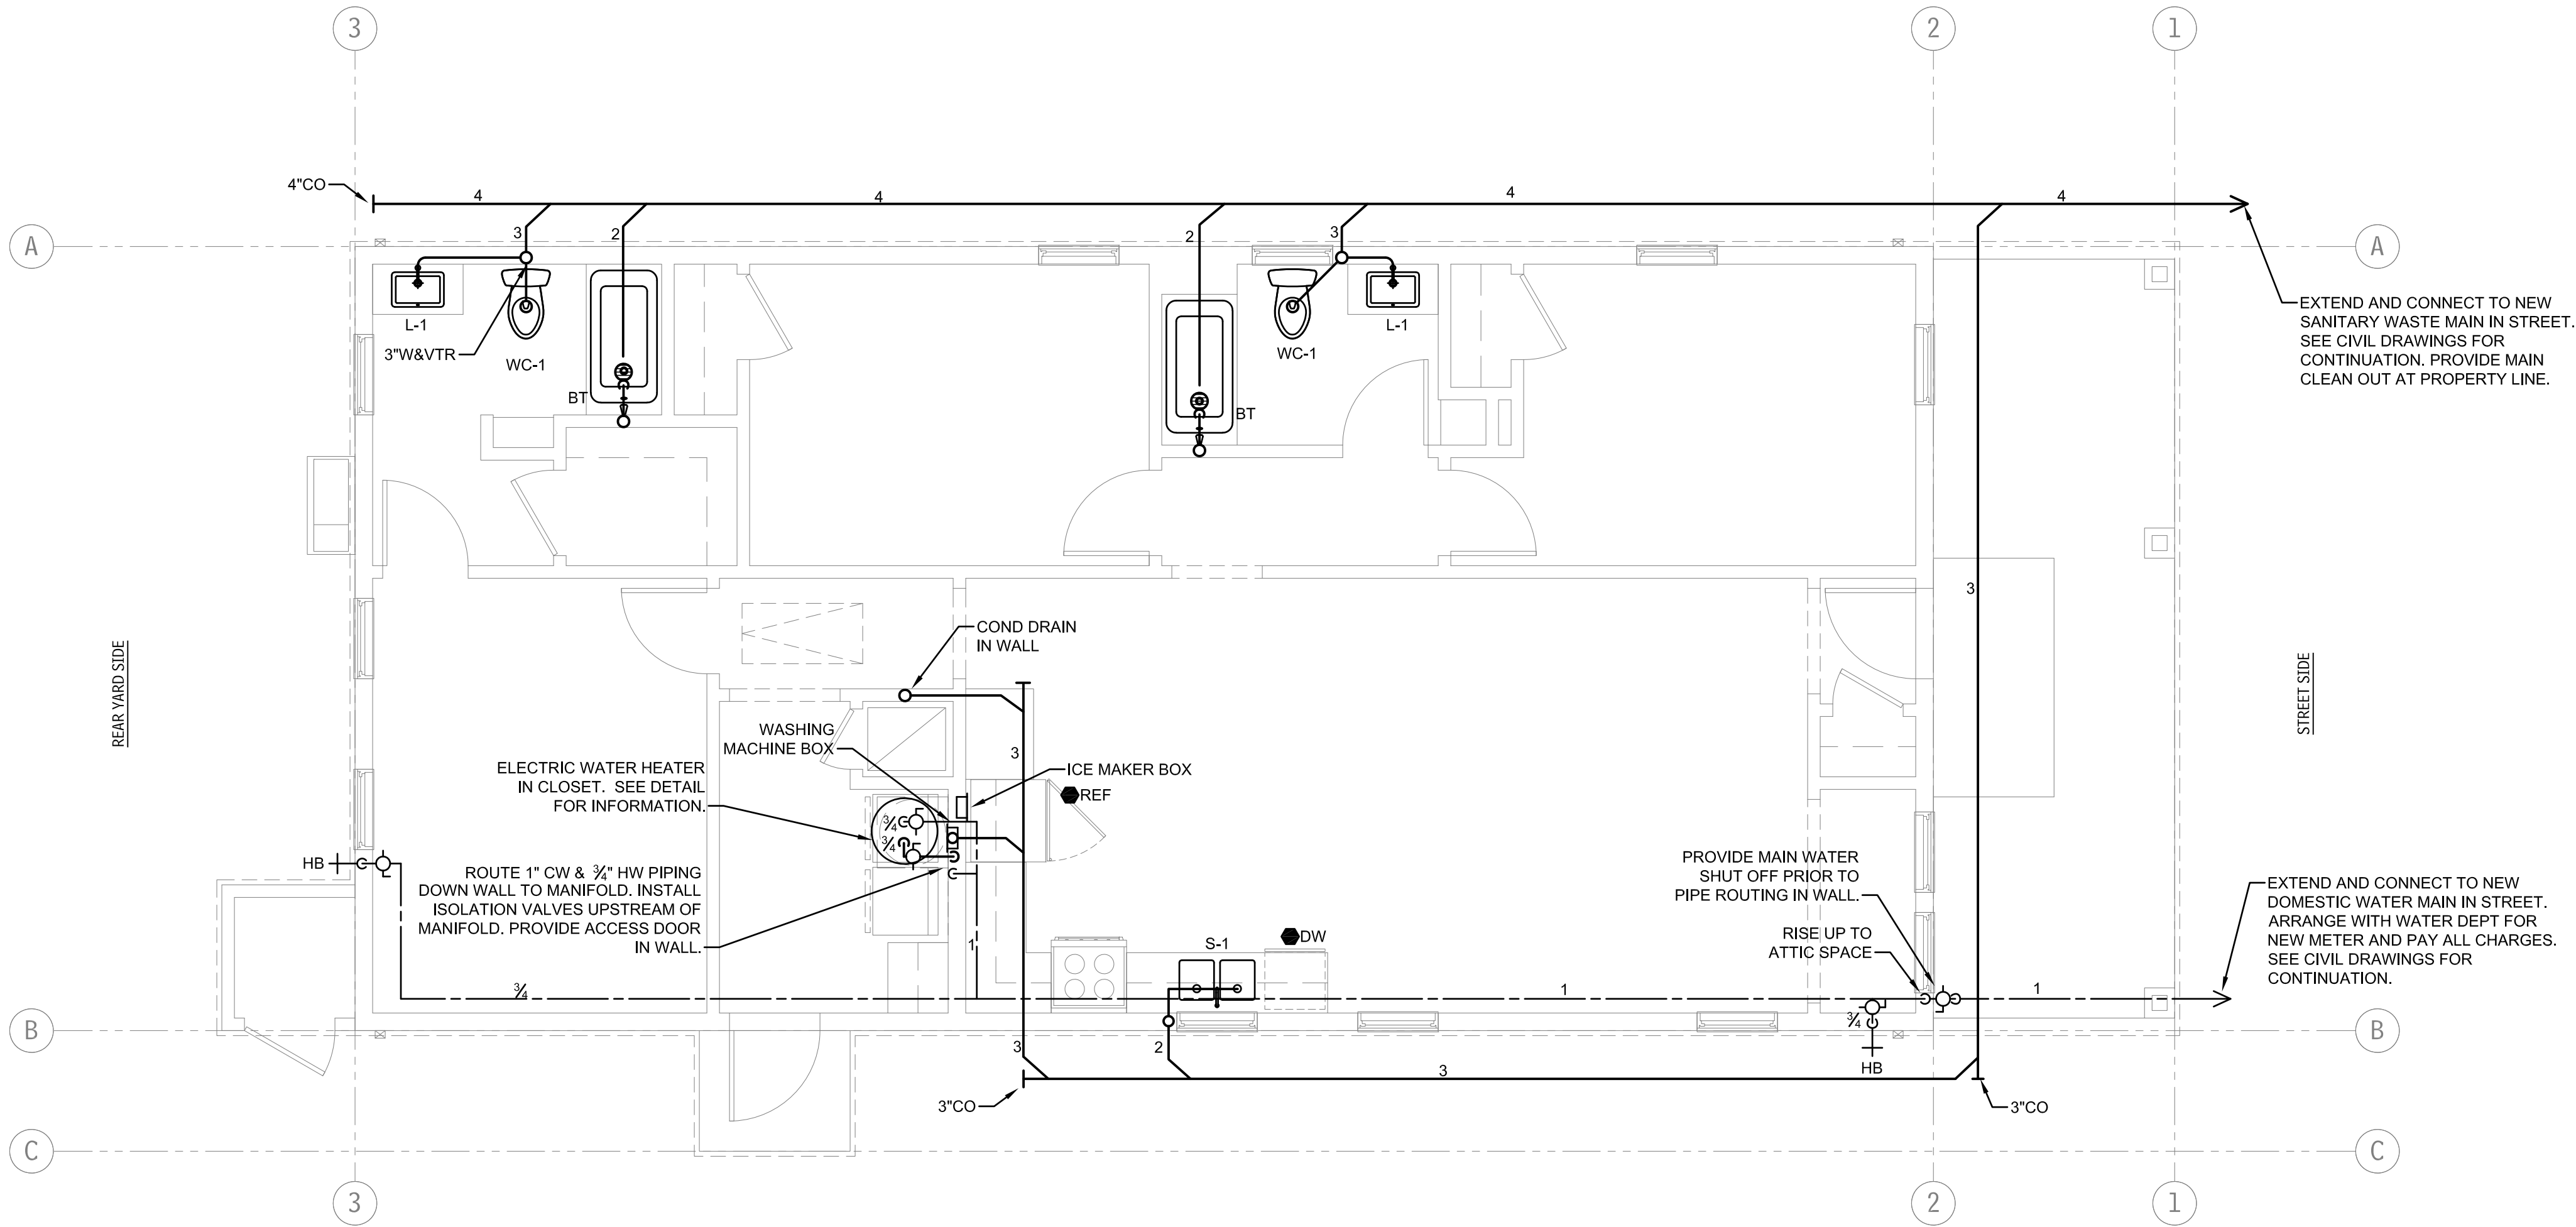 3
2
1
4"CO
4
4
4
4
A
3
2
2
3
A
L-1
3"W&VTR
WC-1
BT
WC-1
L-1
BT
EXTEND AND CONNECT TO NEW
SANITARY WASTE MAIN IN STREET.
SEE CIVIL DRAWINGS FOR
CONTINUATION. PROVIDE MAIN
CLEAN OUT AT PROPERTY LINE.
3
REAR YARD SIDE
STREET SIDE
COND DRAIN
IN WALL
WASHING
MACHINE BOX
3
ICE MAKER BOX
REF
ELECTRIC WATER HEATER
IN CLOSET. SEE DETAIL
FOR INFORMATION.
¾
¾
HB
ROUTE 1" CW & ¾" HW PIPING
DOWN WALL TO MANIFOLD. INSTALL
ISOLATION VALVES UPSTREAM OF
MANIFOLD. PROVIDE ACCESS DOOR
IN WALL.
1
S-1
DW
PROVIDE MAIN WATER
SHUT OFF PRIOR TO
PIPE ROUTING IN WALL.
RISE UP TO
ATTIC SPACE
EXTEND AND CONNECT TO NEW
DOMESTIC WATER MAIN IN STREET.
ARRANGE WITH WATER DEPT FOR
NEW METER AND PAY ALL CHARGES.
SEE CIVIL DRAWINGS FOR
CONTINUATION.
¾
1
1
¾
B
B
3
2
HB
3
3"CO
3"CO
C
C
3
2
1